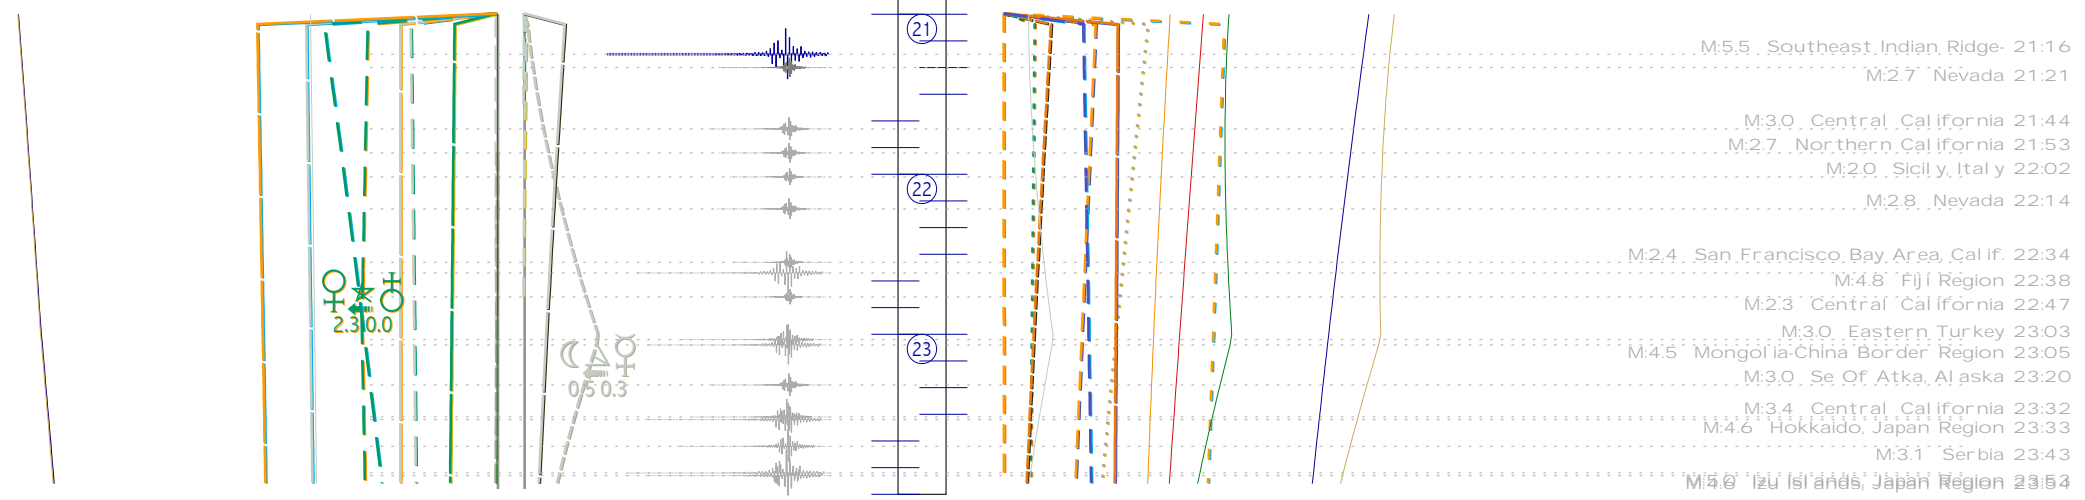 21
M:5.5 Southeast Indian Ridge- 21:16
M:2.7 Nevada 21:21
M:3.0 Central California 21:44
M:2.7 Northern California 21:53
M:2.0 Sicily, Italy 22:02
22
M:2.8 Nevada 22:14
M:2.4 San Francisco Bay Area, Calif. 22:34
M:4.8 Fiji Region 22:38
M:2.3 Central California 22:47
2.3 0.0
M:3.0 Eastern Turkey 23:03
23
M:4.5 Mongolia-China Border Region 23:05
M:3.0 Se Of Atka, Alaska 23:20
0.5 0.3
M:3.4 Central California 23:32
M:4.6 Hokkaido, Japan Region 23:33
M:3.1 Serbia 23:43
Izu Islands, Japan Region